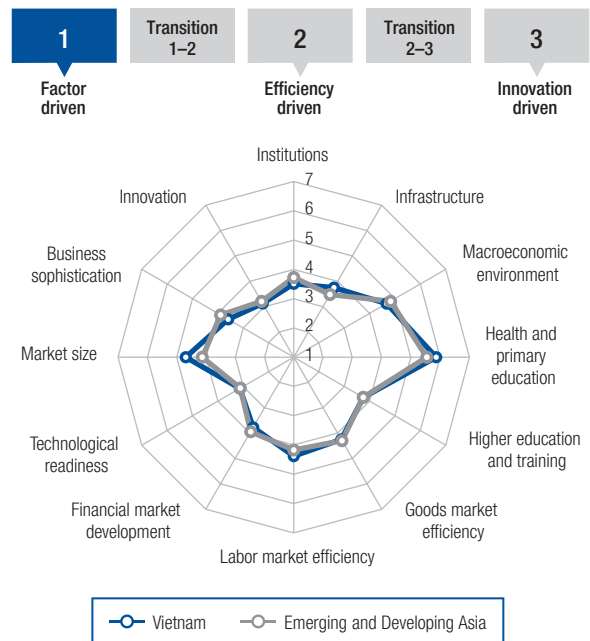 1
Transition
1–2
2
Transition
2–3
3
Factor
driven
Efficiency
driven
Innovation
driven
Institutions
Infrastructure
Macroeconomic
environment
Health and
primary
education
Higher education
and training
Goods market
efficiency
Labor market efficiency
Financial market
development
Technological
readiness
Market size
Business
sophistication
Innovation
7
6
5
4
3
2
1
Vietnam
Emerging and Developing Asia